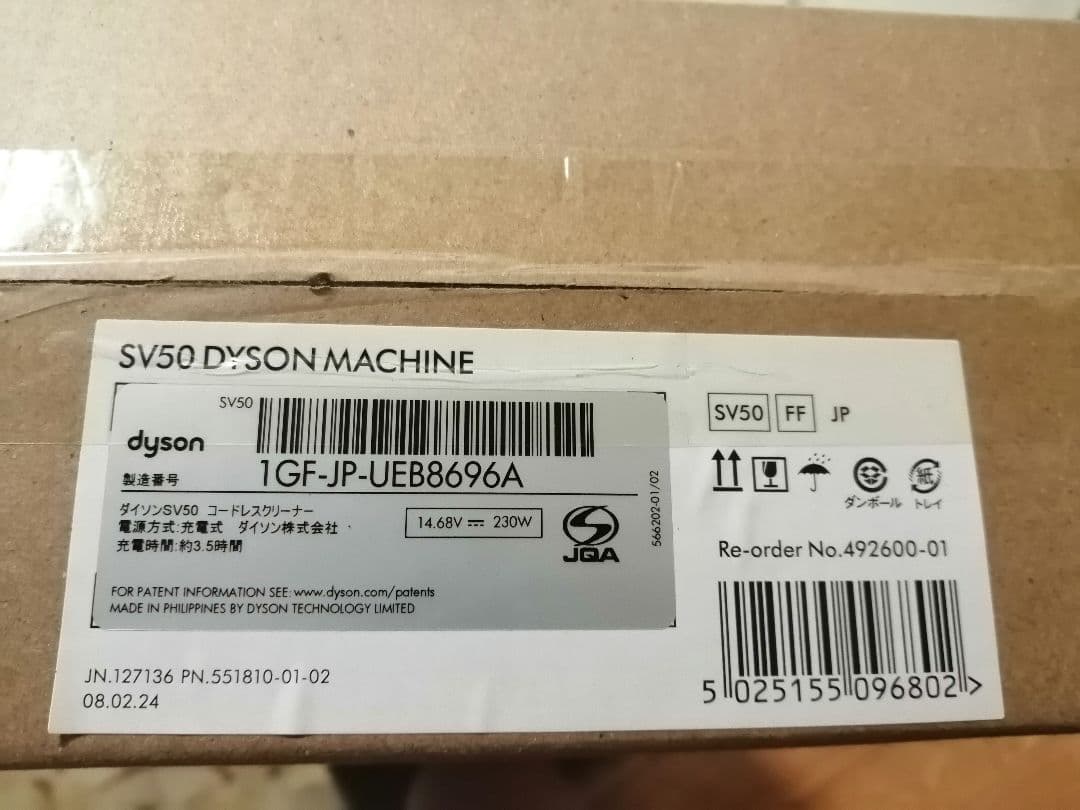 SV50 DYSON MACHINE
SV50
dyson
製造番号 1GF-JP-UEB8696A
ダイソンSV50 コードレスクリーナー
電源方式:充電式 ダイソン株式会社
充電時間:約3.5時間
14.68V ⎓ 230W
JQA
566202-01/02
FOR PATENT INFORMATION SEE: www.dyson.com/patents
MADE IN PHILIPPINES BY DYSON TECHNOLOGY LIMITED
JN.127136 PN.551810-01-02
08.02.24
SV50 FF JP
紙
ダンボール トレイ
Re-order No.492600-01
5 025155 096802 >